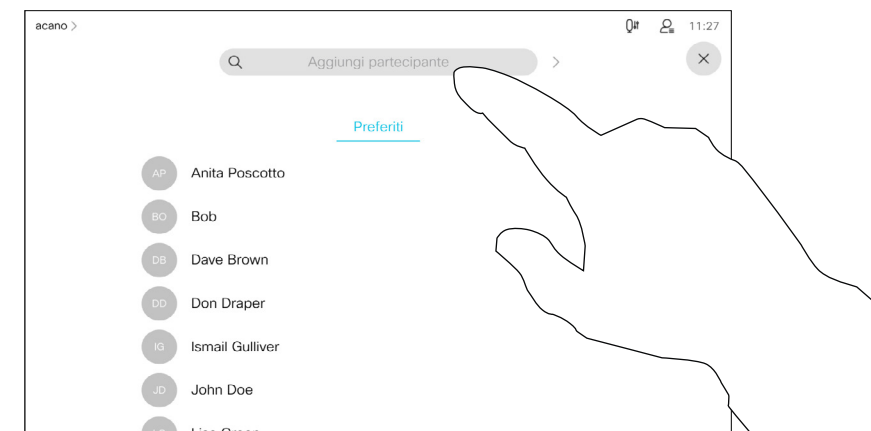 acano >
11:27
Aggiungi partecipante
Preferiti
AP Anita Poscotto
BO Bob
DB Dave Brown
DD Don Draper
IG Ismail Gulliver
JD John Doe